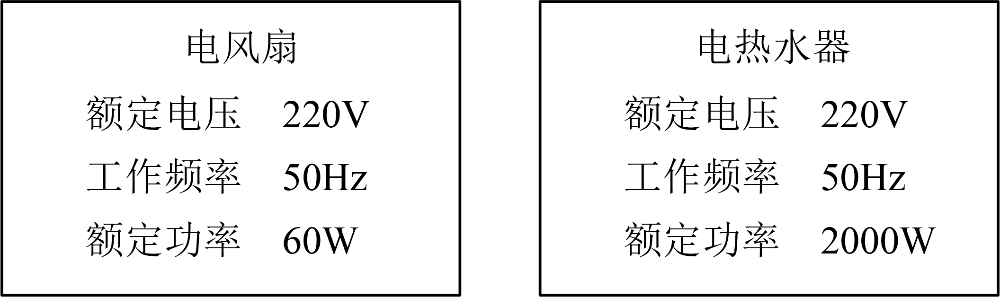 电风扇
额定电压 220V
工作频率 50Hz
额定功率 60W
电热水器
额定电压 220V
工作频率 50Hz
额定功率 2000W